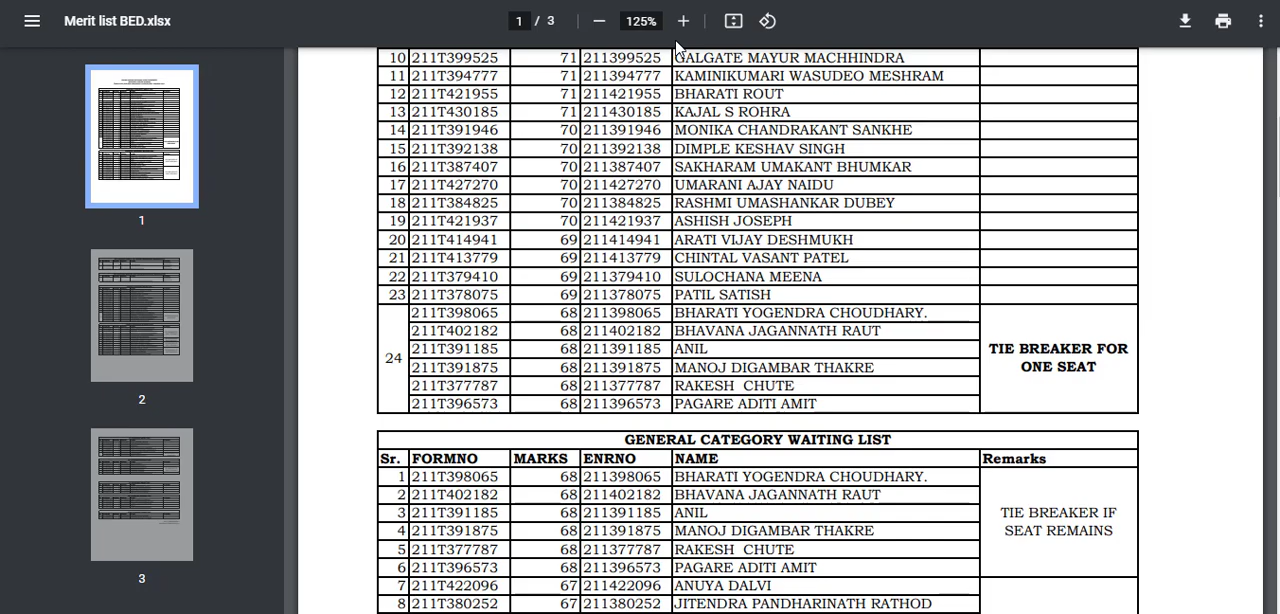 Merit list BED.xlsx 1 / 3 125%
10 211T399525 71 211399525 GALGATE MAYUR MACHHINDRA
11 211T394777 71 211394777 KAMINIKUMARI WASUDEO MESHRAM
12 211T421955 71 211421955 BHARATI ROUT
13 211T430185 71 211430185 KAJAL S ROHRA
14 211T391946 70 211391946 MONIKA CHANDRAKANT SANKHE
15 211T392138 70 211392138 DIMPLE KESHAV SINGH
16 211T387407 70 211387407 SAKHARAM UMAKANT BHUMKAR
17 211T427270 70 211427270 UMARANI AJAY NAIDU
18 211T384825 70 211384825 RASHMI UMASHANKAR DUBEY
19 211T421937 70 211421937 ASHISH JOSEPH
20 211T414941 69 211414941 ARATI VIJAY DESHMUKH
21 211T413779 69 211413779 CHINTAL VASANT PATEL
22 211T379410 69 211379410 SULOCHANA MEENA
23 211T378075 69 211378075 PATIL SATISH
24
211T398065 68 211398065 BHARATI YOGENDRA CHOUDHARY.
211T402182 68 211402182 BHAVANA JAGANNATH RAUT
211T391185 68 211391185 ANIL
211T391875 68 211391875 MANOJ DIGAMBAR THAKRE
211T377787 68 211377787 RAKESH CHUTE
211T396573 68 211396573 PAGARE ADITI AMIT
TIE BREAKER FOR
ONE SEAT
GENERAL CATEGORY WAITING LIST
Sr. FORMNO MARKS ENRNO NAME Remarks
1 211T398065 68 211398065 BHARATI YOGENDRA CHOUDHARY.
2 211T402182 68 211402182 BHAVANA JAGANNATH RAUT
3 211T391185 68 211391185 ANIL
4 211T391875 68 211391875 MANOJ DIGAMBAR THAKRE
5 211T377787 68 211377787 RAKESH CHUTE
6 211T396573 68 211396573 PAGARE ADITI AMIT
TIE BREAKER IF
SEAT REMAINS
7 211T422096 67 211422096 ANUYA DALVI
8 211T380252 67 211380252 JITENDRA PANDHARINATH RATHOD
1
2
3